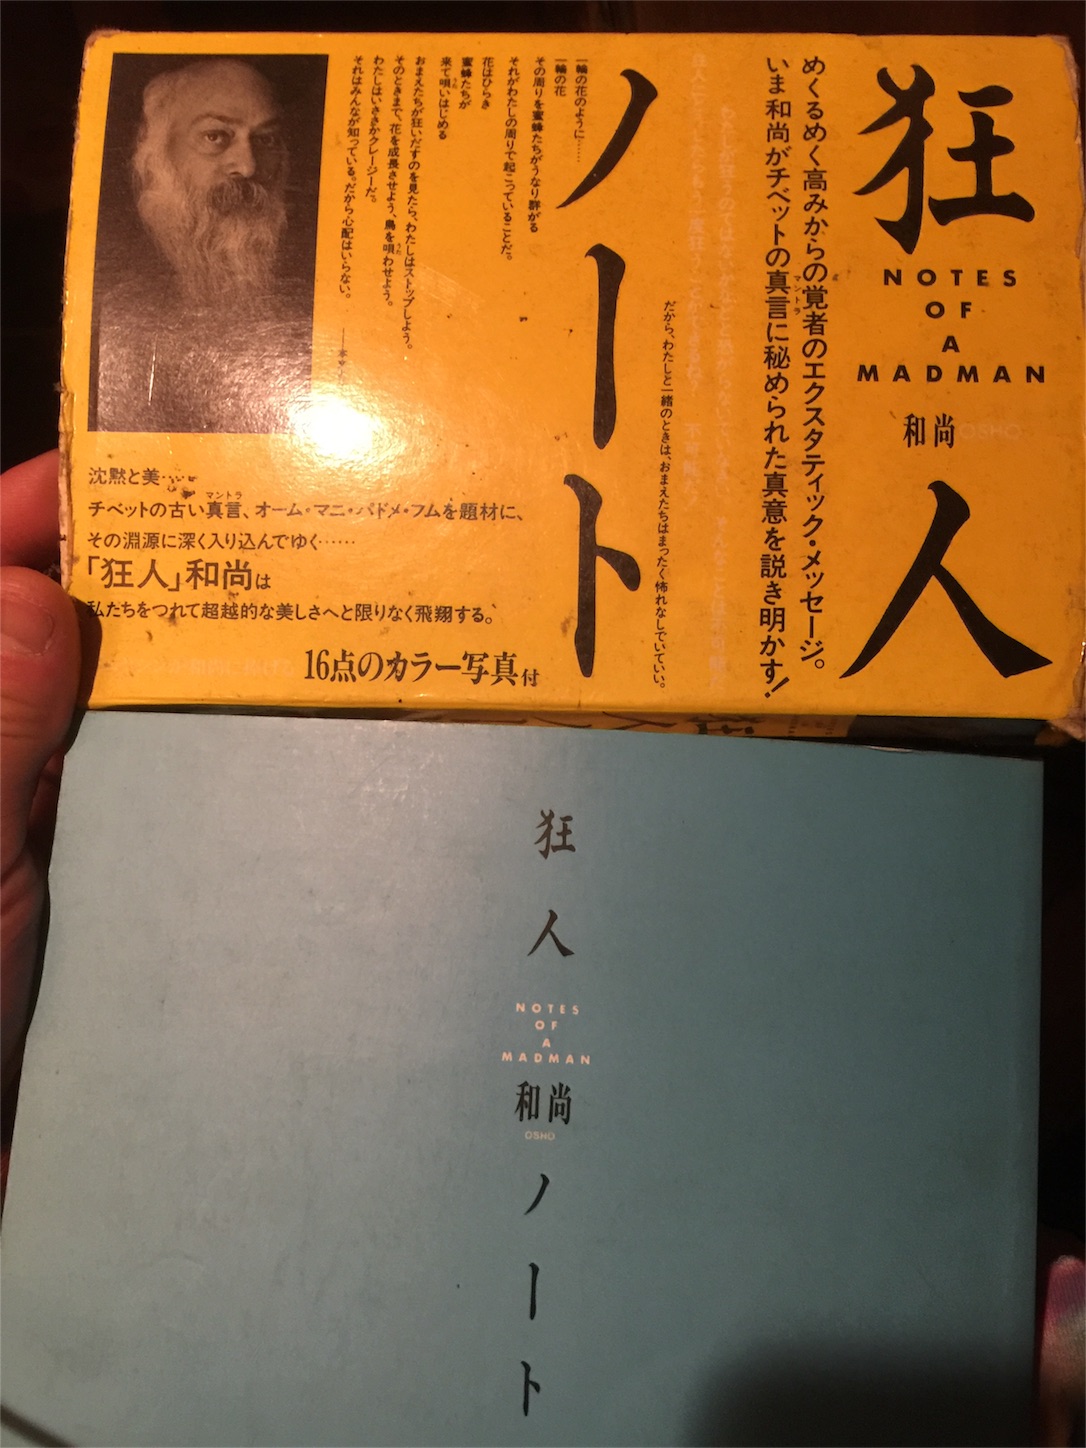 狂人
NOTES
OF
A
MADMAN
和尚
OSHO
めくるめく高みからの覚者のエクスタティック・メッセージ。
いま和尚がチベットの真言に秘められた真意を説き明かす!
マントラ
だから、わたしと一緒のときは、おまえたちはまったく怖れなしでいていい。
ノート
一輪の花のように……
一輪の花
その周りを蜜蜂たちがうなり群がる
それがわたしの周りで起こっていることだ。
花はひらき
蜜蜂たちが
来て唄いはじめる
おまえたちが狂いだすのを見たら、わたしはストップしよう。
そのときまで、花を成長させよう、鳥を唄わせよう。
わたしはいささかクレージーだ。
それはみんなが知っている。だから心配はいらない。
沈黙と美……
チベットの古い真言、オーム・マニ・パドメ・フムを題材に、
マントラ
その淵源に深く入り込んでゆく……
「狂人」和尚は
私たちをつれて超越的な美しさへと限りなく飛翔する。
16点のカラー写真付
狂人
NOTES
OF
A
MADMAN
和尚
OSHO
ノート